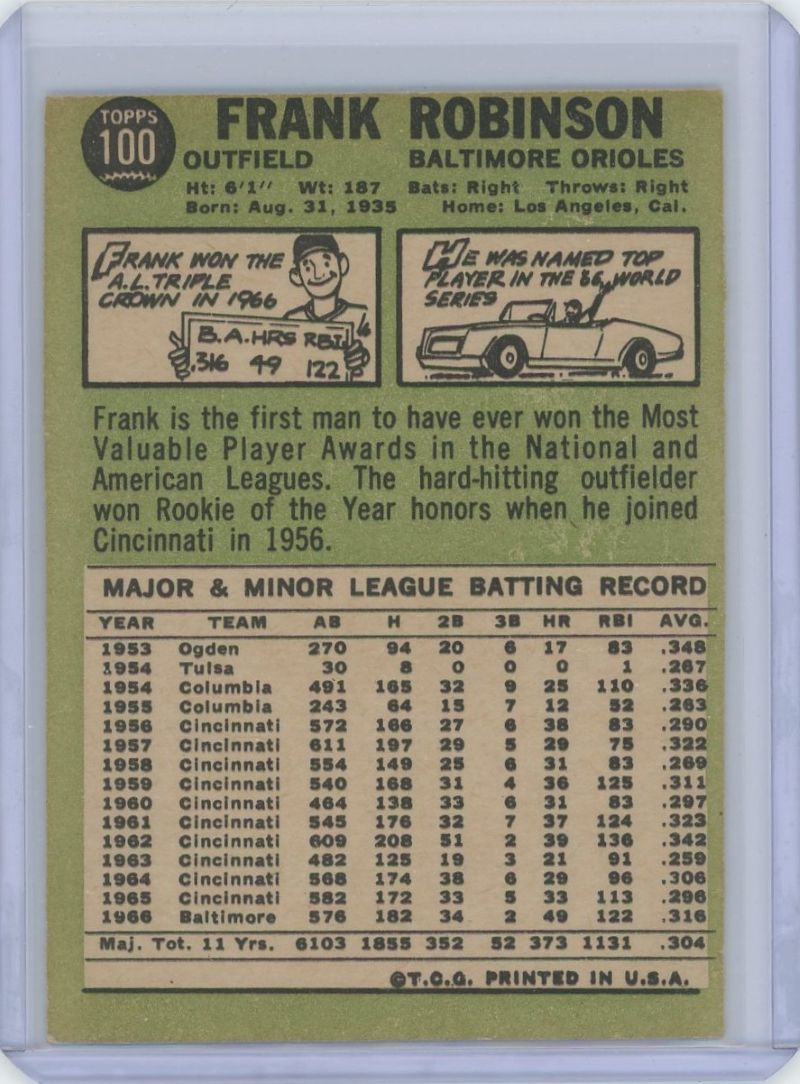 TOPPS
100
FRANK ROBINSON
OUTFIELD BALTIMORE ORIOLES
Ht: 6'1'' Wt: 187 Bats: Right Throws: Right
Born: Aug. 31, 1935 Home: Los Angeles, Cal.
FRANK WON THE
A.L. TRIPLE
CROWN IN 1966
B.A. HRS RBI
.316 49 122
HE WAS NAMED TOP
PLAYER IN THE '66 WORLD
SERIES
Frank is the first man to have ever won the Most
Valuable Player Awards in the National and
American Leagues. The hard-hitting outfielder
won Rookie of the Year honors when he joined
Cincinnati in 1956.
MAJOR & MINOR LEAGUE BATTING RECORD
YEAR TEAM AB H 2B 3B HR RBI AVG.
1953 Ogden 270 94 20 6 17 83 .348
1954 Tulsa 30 8 0 0 0 1 .267
1954 Columbia 491 165 32 9 25 110 .336
1955 Columbia 243 64 15 7 12 52 .263
1956 Cincinnati 572 166 27 6 38 83 .290
1957 Cincinnati 611 197 29 5 29 75 .322
1958 Cincinnati 554 149 25 6 31 83 .269
1959 Cincinnati 540 168 31 4 36 125 .311
1960 Cincinnati 464 138 33 6 31 83 .297
1961 Cincinnati 545 176 32 7 37 124 .323
1962 Cincinnati 609 208 51 2 39 136 .342
1963 Cincinnati 482 125 19 3 21 91 .259
1964 Cincinnati 568 174 38 6 29 96 .306
1965 Cincinnati 582 172 33 5 33 113 .296
1966 Baltimore 576 182 34 2 49 122 .316
Maj. Tot. 11 Yrs. 6103 1855 352 52 373 1131 .304
©T.C.G. PRINTED IN U.S.A.